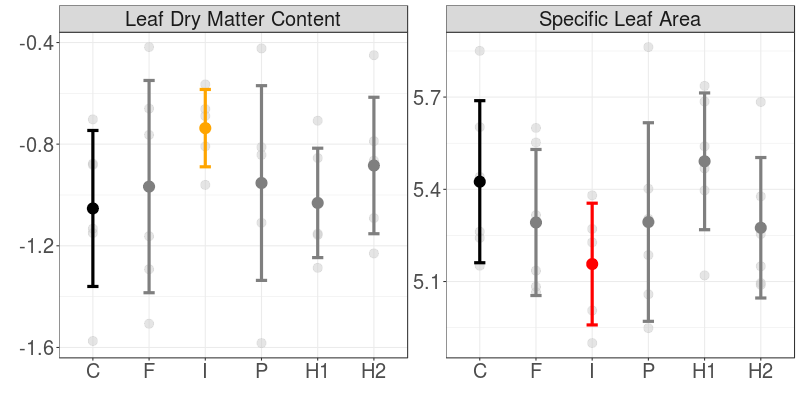 Leaf Dry Matter Content
Specific Leaf Area
-0.4
-0.8
-1.2
-1.6
C F I P H1 H2
5.7
5.4
5.1
C F I P H1 H2